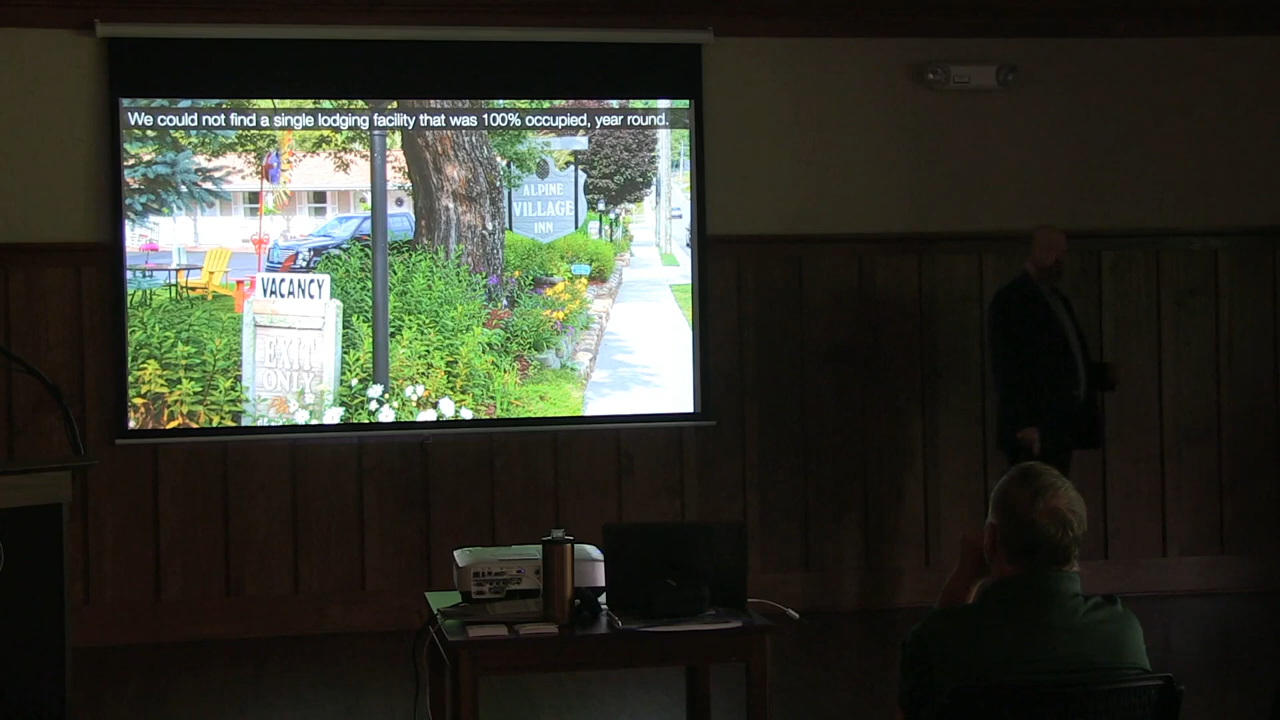 We could not find a single lodging facility that was 100% occupied, year round.
ALPINE
VILLAGE
INN
VACANCY
EXIT
ONLY